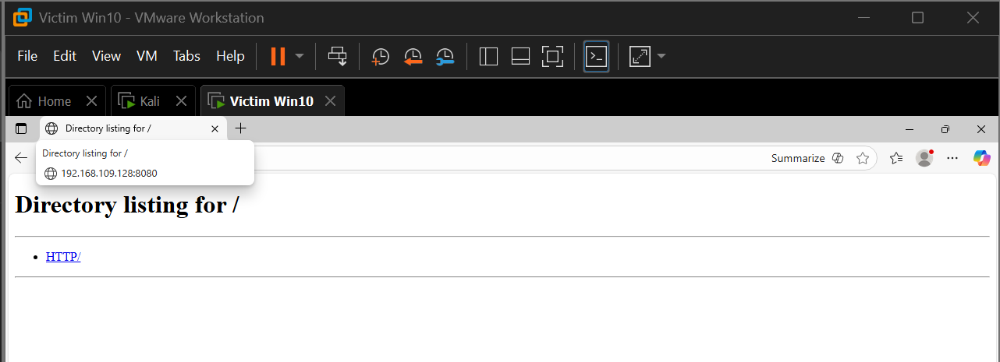 Victim Win10 - VMware Workstation
File Edit View VM Tabs Help
Home Kali Victim Win10
Directory listing for /
Directory listing for /
192.168.109.128:8080
Summarize
Directory listing for /
HTTP/